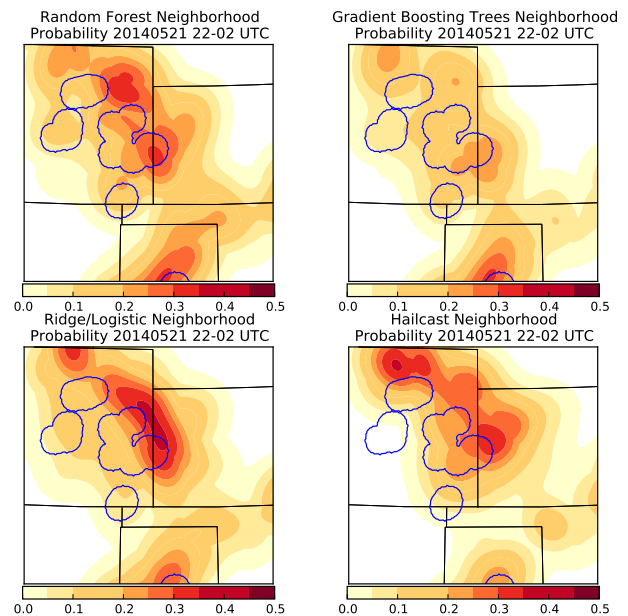 Random Forest Neighborhood
Probability 20140521 22-02 UTC
Gradient Boosting Trees Neighborhood
Probability 20140521 22-02 UTC
0.0 0.1 0.2 0.3 0.4 0.5
0.0 0.1 0.2 0.3 0.4 0.5
Ridge/Logistic Neighborhood
Probability 20140521 22-02 UTC
Hailcast Neighborhood
Probability 20140521 22-02 UTC
0.0 0.1 0.2 0.3 0.4 0.5
0.0 0.1 0.2 0.3 0.4 0.5